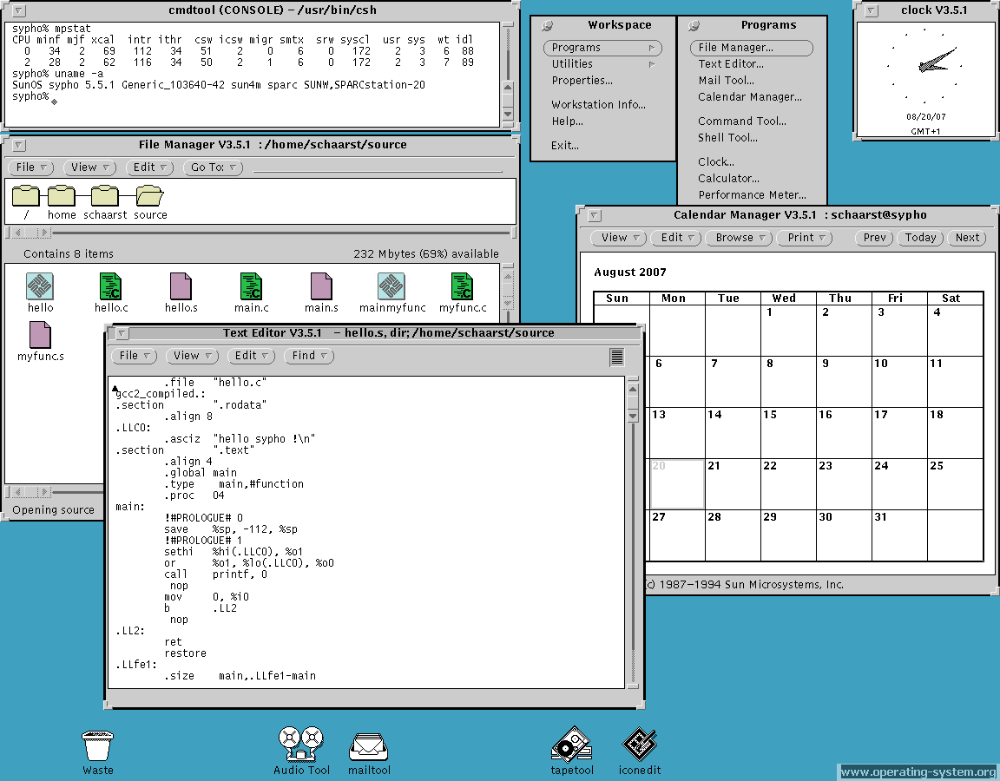 cmdtool (CONSOLE) – /usr/bin/csh
sypho% mpstat
CPU minf mjf xcal  intr ithr  csw icsw migr smtx  srw syscl  usr sys  wt idl
  0   34   2   69   112   34   51    2    0    6    0   172    2   3   6  88
  2   28   2   62   116   34   50    2    1    6    0   172    2   3   7  89
sypho% uname -a
SunOS sypho 5.5.1 Generic_103640-42 sun4m sparc SUNW,SPARCstation-20
sypho%
Workspace
Programs
Utilities
Properties...
Workstation Info...
Help...
Exit...
Programs
File Manager...
Text Editor...
Mail Tool...
Calendar Manager...
Command Tool...
Shell Tool...
Clock...
Calculator...
Performance Meter...
clock V3.5.1
08/20/07
GMT+1
File Manager V3.5.1 : /home/schaarst/source
File View Edit Go To:
/ home schaarst source
Contains 8 items 232 Mbytes (69%) available
hello hello.c hello.s main.c main.s mainmyfunc myfunc.c
myfunc.s
Opening source
Calendar Manager V3.5.1 : schaarst@sypho
View Edit Browse Print Prev Today Next
August 2007
Sun Mon Tue Wed Thu Fri Sat
1 2 3 4
6 7 8 9 10 11
13 14 15 16 17 18
20 21 22 23 24 25
27 28 29 30 31
c) 1987–1994 Sun Microsystems, Inc.
Text Editor V3.5.1 – hello.s, dir; /home/schaarst/source
File View Edit Find
        .file   "hello.c"
gcc2_compiled.:
.section        ".rodata"
        .align 8
.LLC0:
        .asciz  "hello sypho !\n"
.section        ".text"
        .align 4
        .global main
        .type    main,#function
        .proc   04
main:
        !#PROLOGUE# 0
        save    %sp, -112, %sp
        !#PROLOGUE# 1
        sethi   %hi(.LLC0), %o1
        or      %o1, %lo(.LLC0), %o0
        call    printf, 0
         nop
        mov     0, %i0
        b       .LL2
         nop
.LL2:
        ret
        restore
.LLfe1:
        .size    main,.LLfe1-main
Waste
Audio Tool
mailtool
tapetool
iconedit
www.operating-system.org